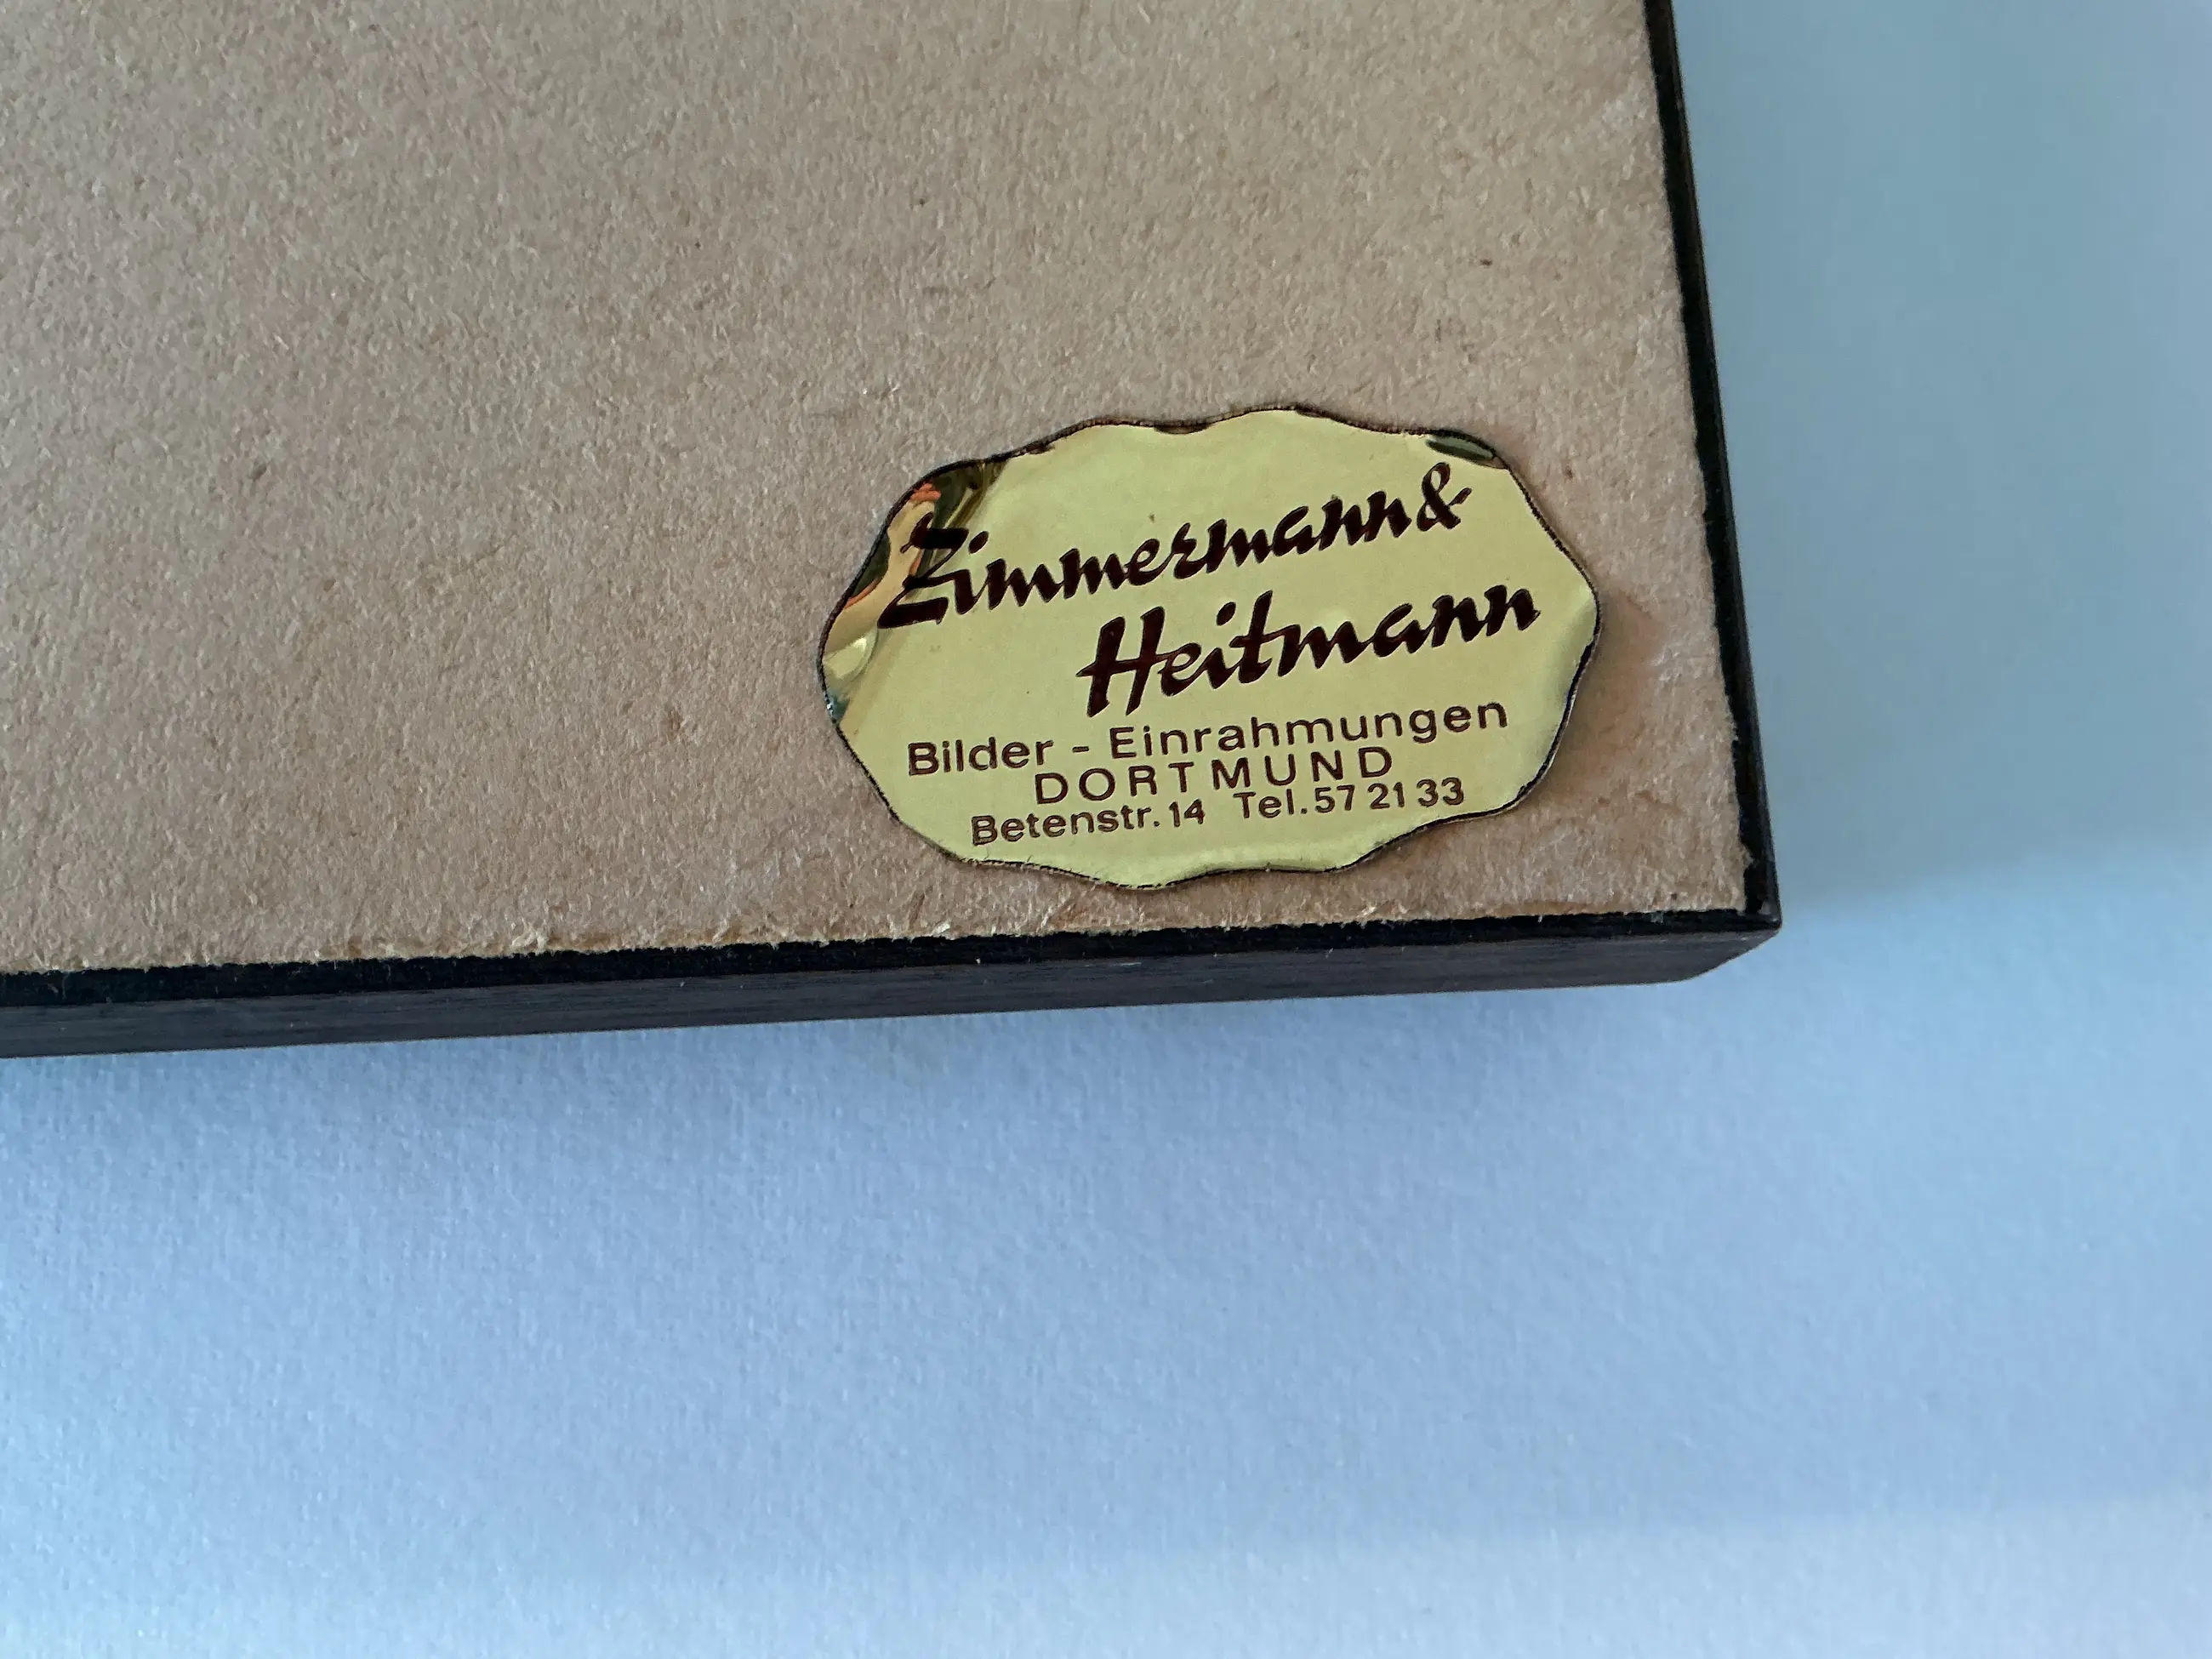 Zimmermann &
Heitmann
Bilder - Einrahmungen
DORTMUND
Betenstr. 14 Tel. 57 21 33